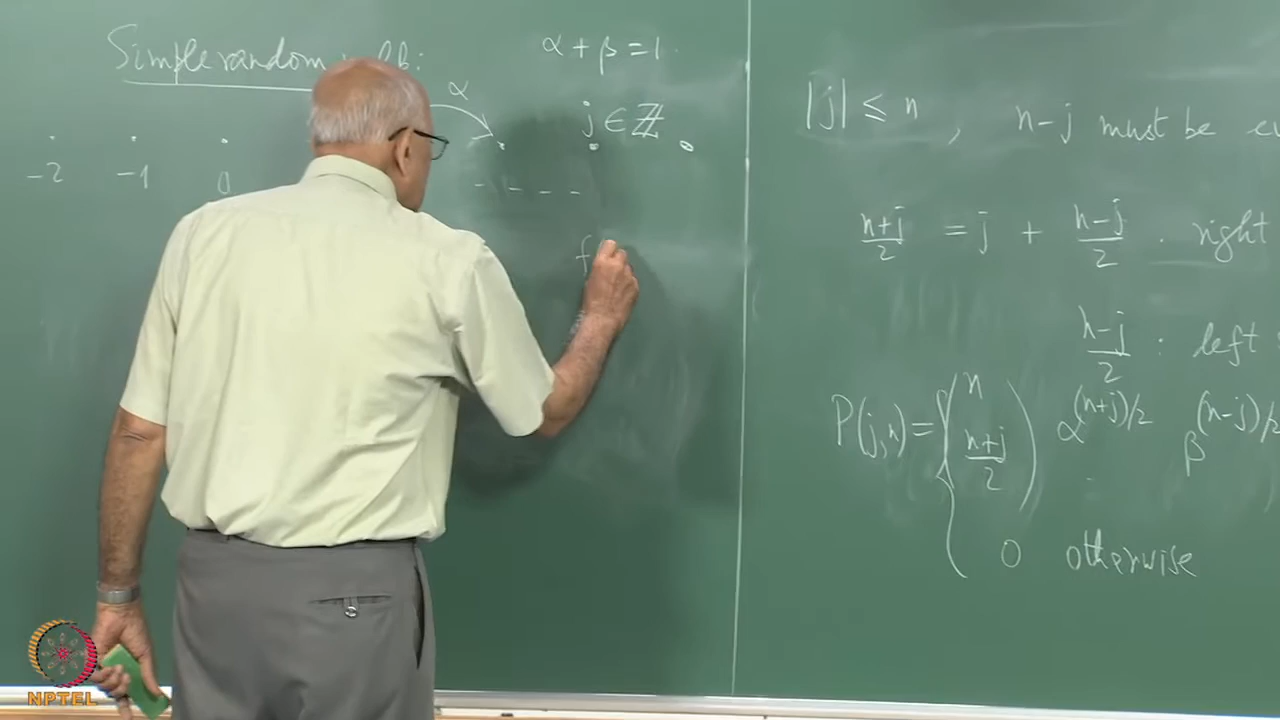 Simple random
α + β = 1
α
j ∈ ℤ
-2 -1 0
f
|j| ≤ n , n-j must be
(n+j)/2 = j + (n-j)/2 . right
(n-j)/2 : left
P(j,n) = { (n (n+j)/2) α^{(n+j)/2} β^{(n-j)/2}
0 otherwise
NPTEL